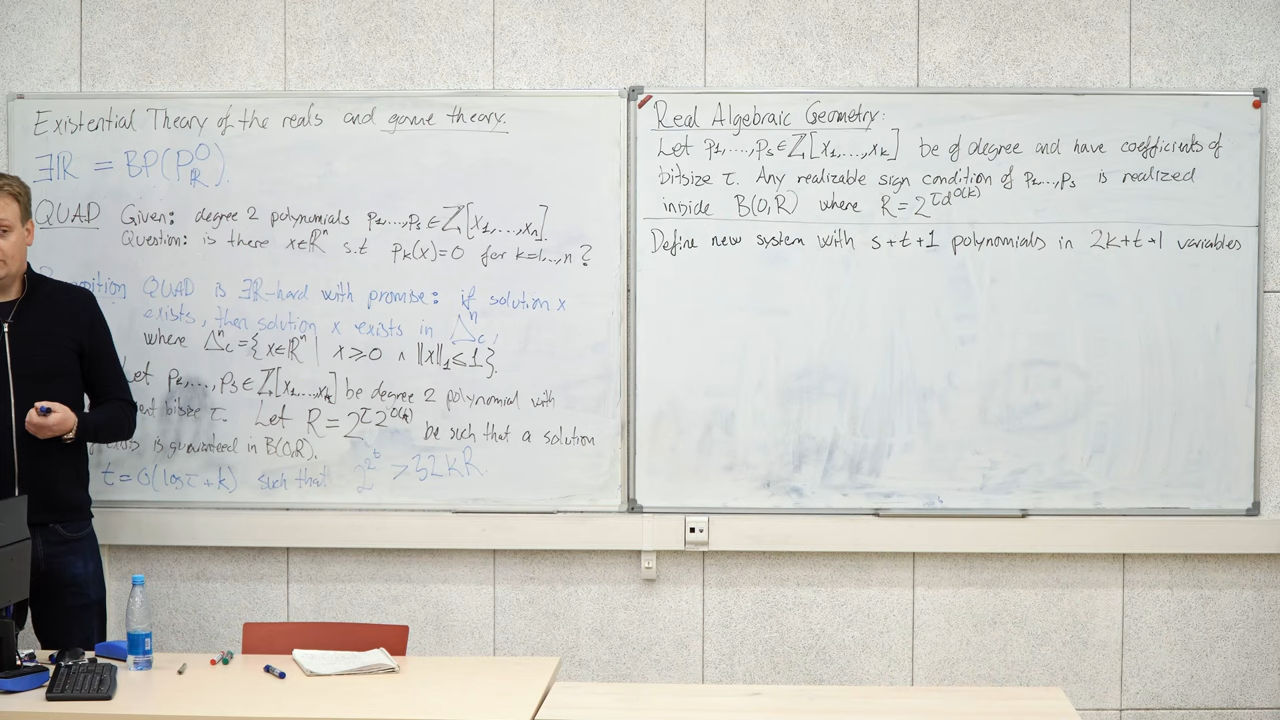 Existential Theory of the reals and game theory.
∃ℝ = BP(P⁰_ℝ).
QUAD Given: degree 2 polynomials p₁,...,pₛ ∈ ℤ[x₁,...,xₙ].
Question: is there x∈ℝⁿ s.t pₖ(x)=0 for k=1,...,n?
QUAD is ∃ℝ-hard with promise: if solution x
exists, then solution x exists in Δⁿ_c,
where Δⁿ_c = {x∈ℝⁿ | x⩾0 ∧ ||x||₁ ≤ 1}.
Let p₁,...,pₛ ∈ ℤ[x₁,...,xₖ] be degree 2 polynomial with
bitsize τ. Let R = 2^{τ2^{O(k)}} be such that a solution
is guaranteed in B(0,R).
t = O(log τ + k) such that 2^{2^t} > 32kR.
Real Algebraic Geometry:
Let p₁,...,pₛ ∈ ℤ[x₁,...,xₖ] be of degree and have coefficients of
bitsize τ. Any realizable sign condition of p₁,...,pₛ is realized
inside B(0,R) where R = 2^{τd^{O(k)}}
Define new system with s+t+1 polynomials in 2k+t+1 variables